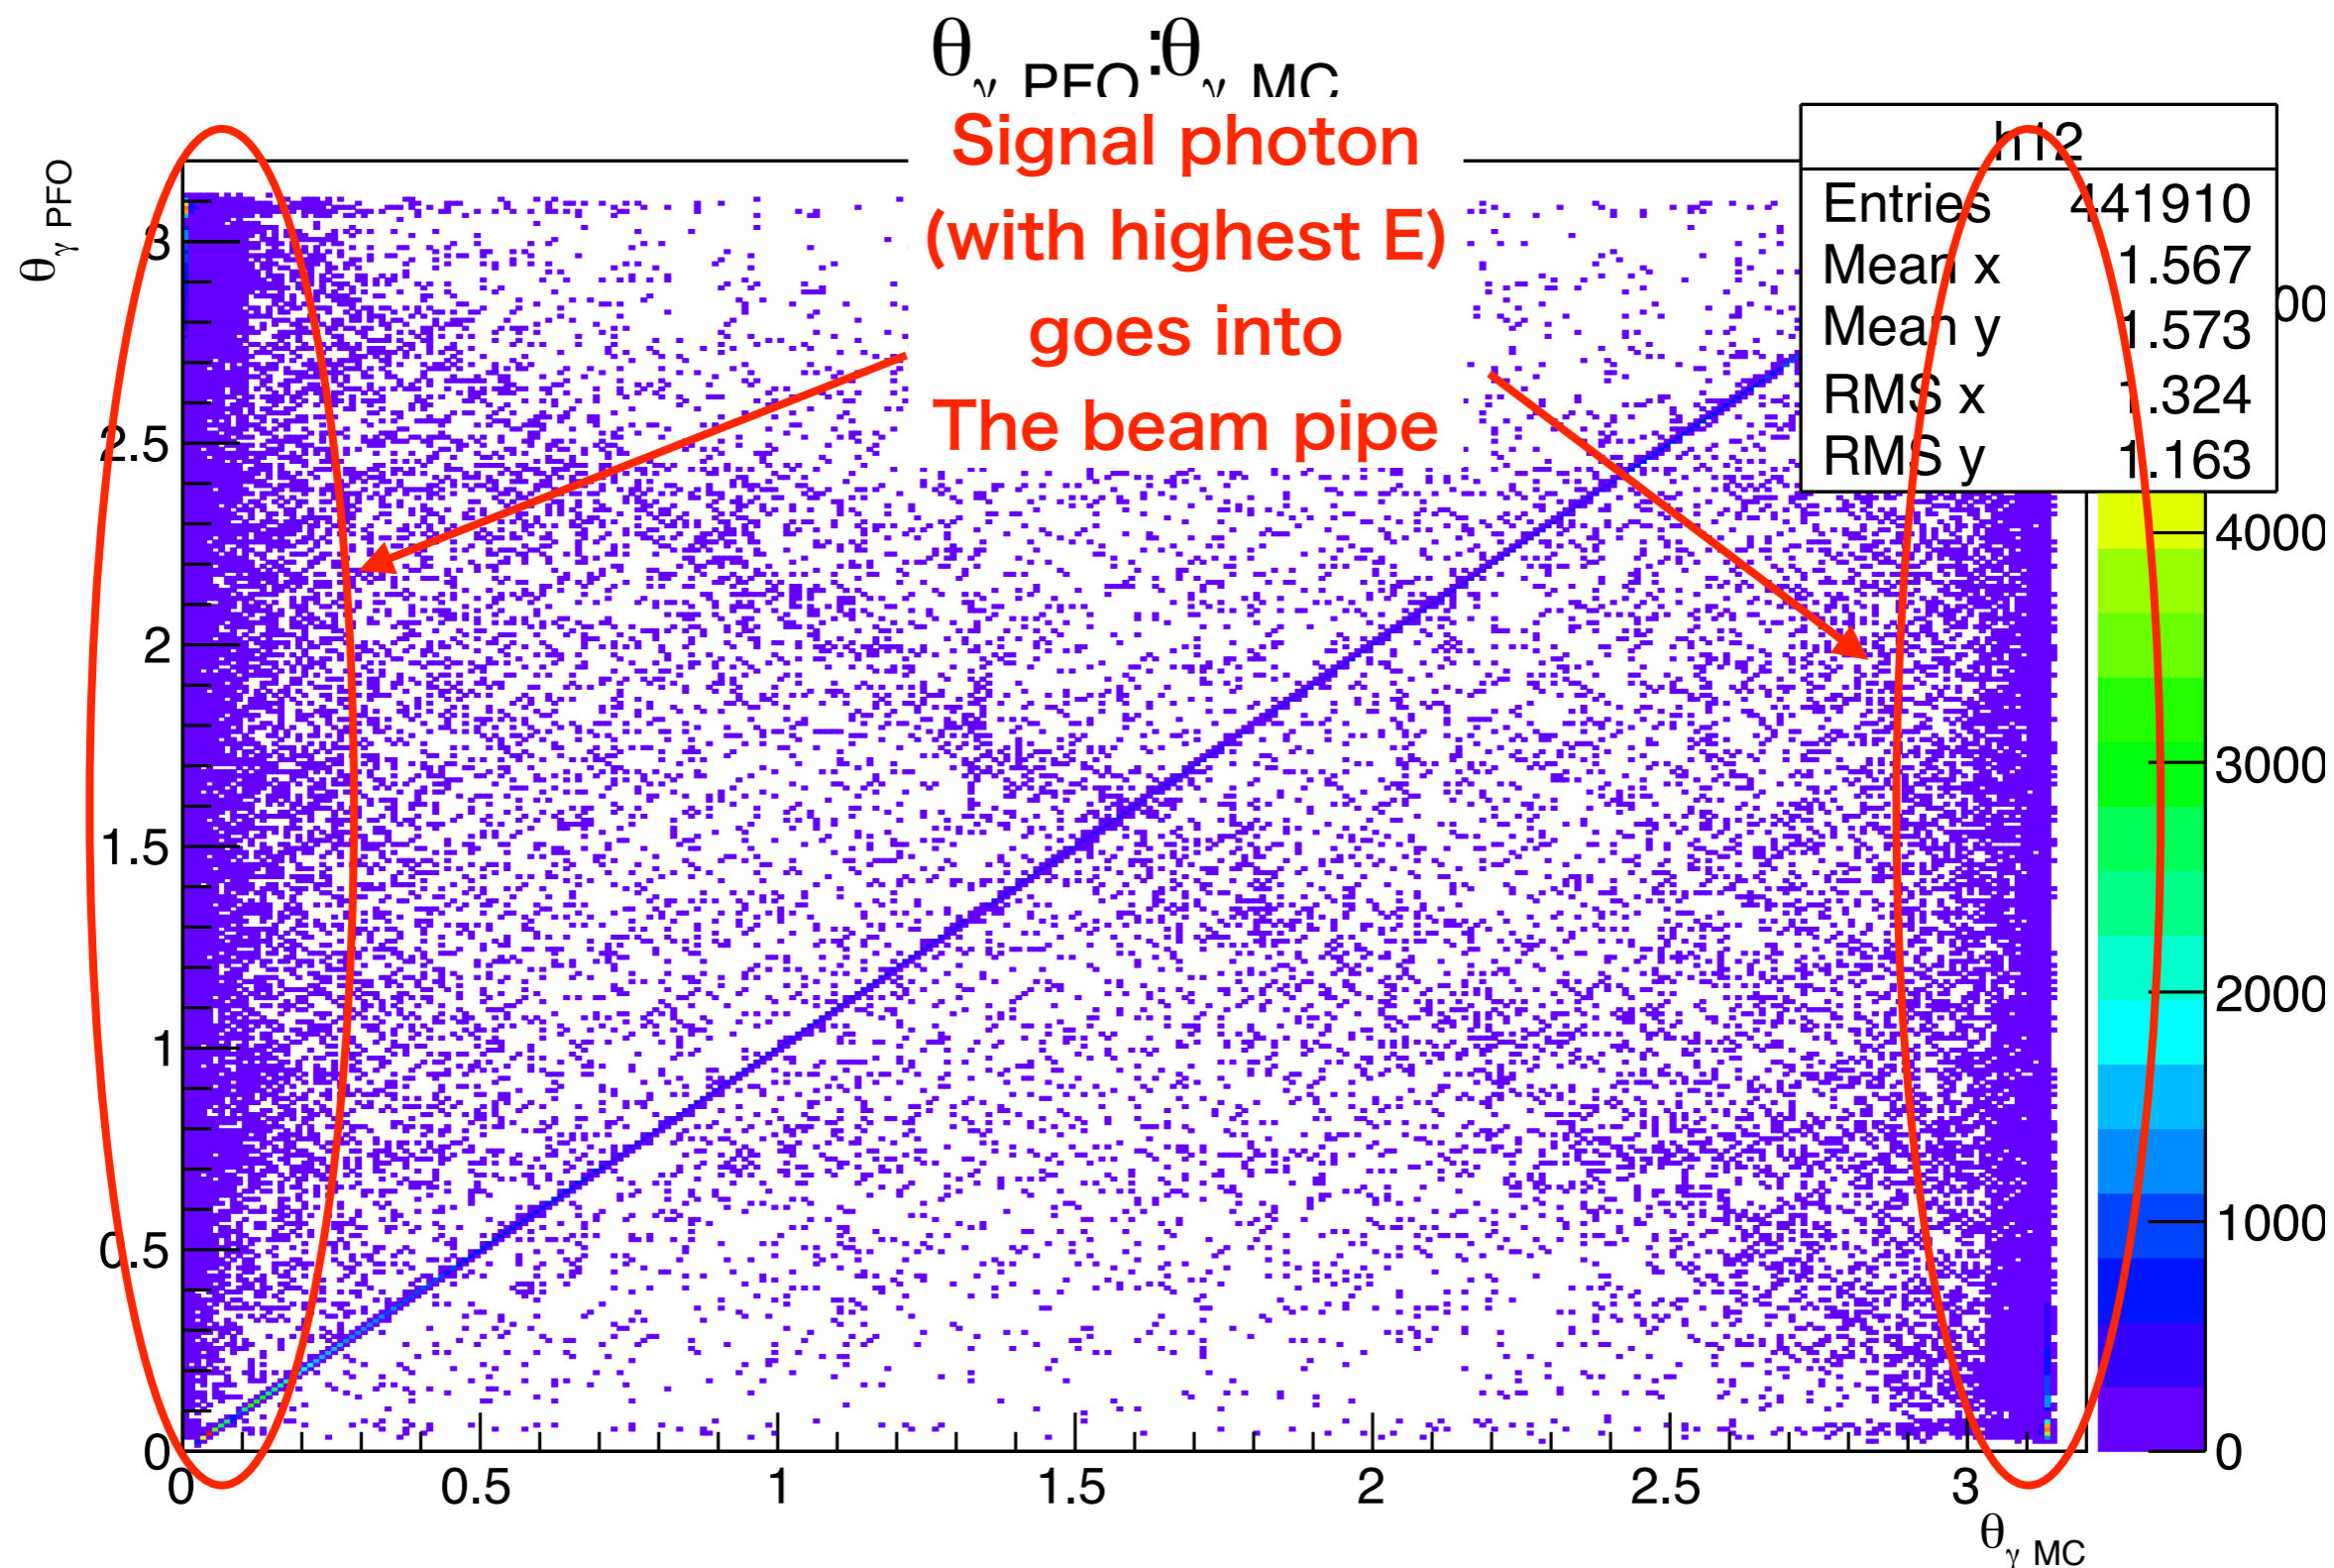 θγ PFO:θγ MC
Signal photon
(with highest E)
goes into
The beam pipe
h12
Entries 441910
Mean x 1.567
Mean y 1.573
RMS x 1.324
RMS y 1.163
θγ PFO
3
2.5
2
1.5
1
0.5
0
0 0.5 1 1.5 2 2.5 3
θγ MC
00
4000
3000
2000
1000
0